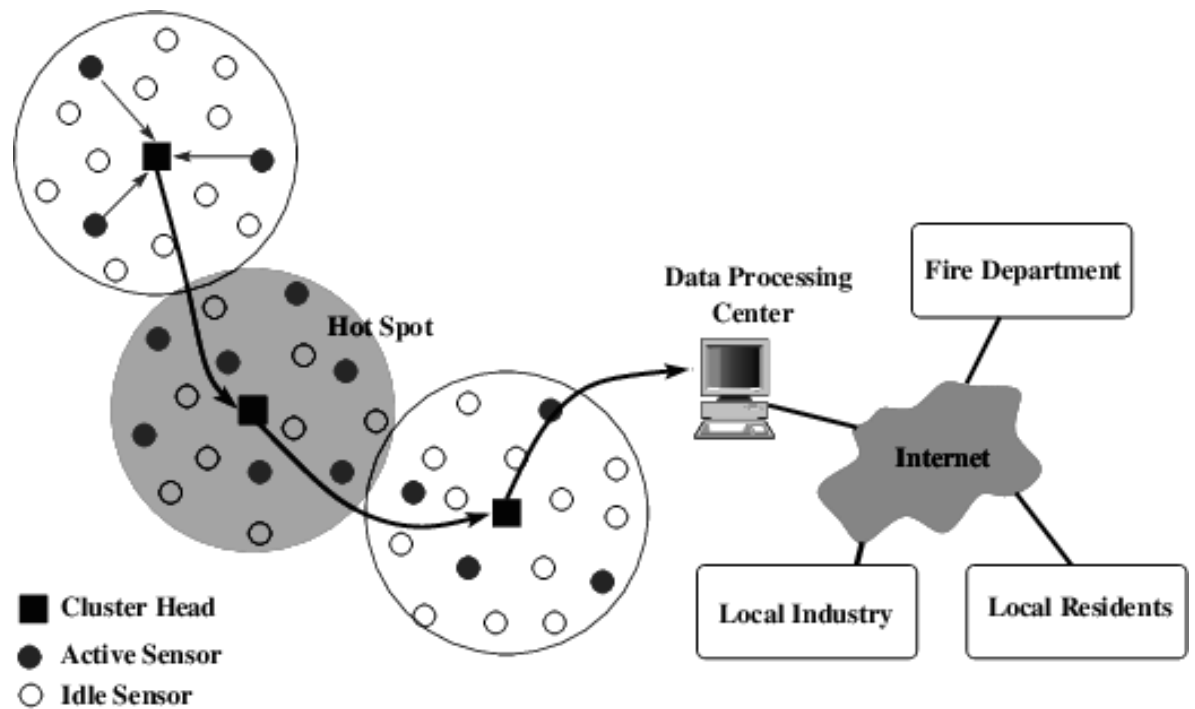 Data Processing
Center
Fire Department
Hot Spot
Internet
Local Industry
Local Residents
Cluster Head
Active Sensor
Idle Sensor